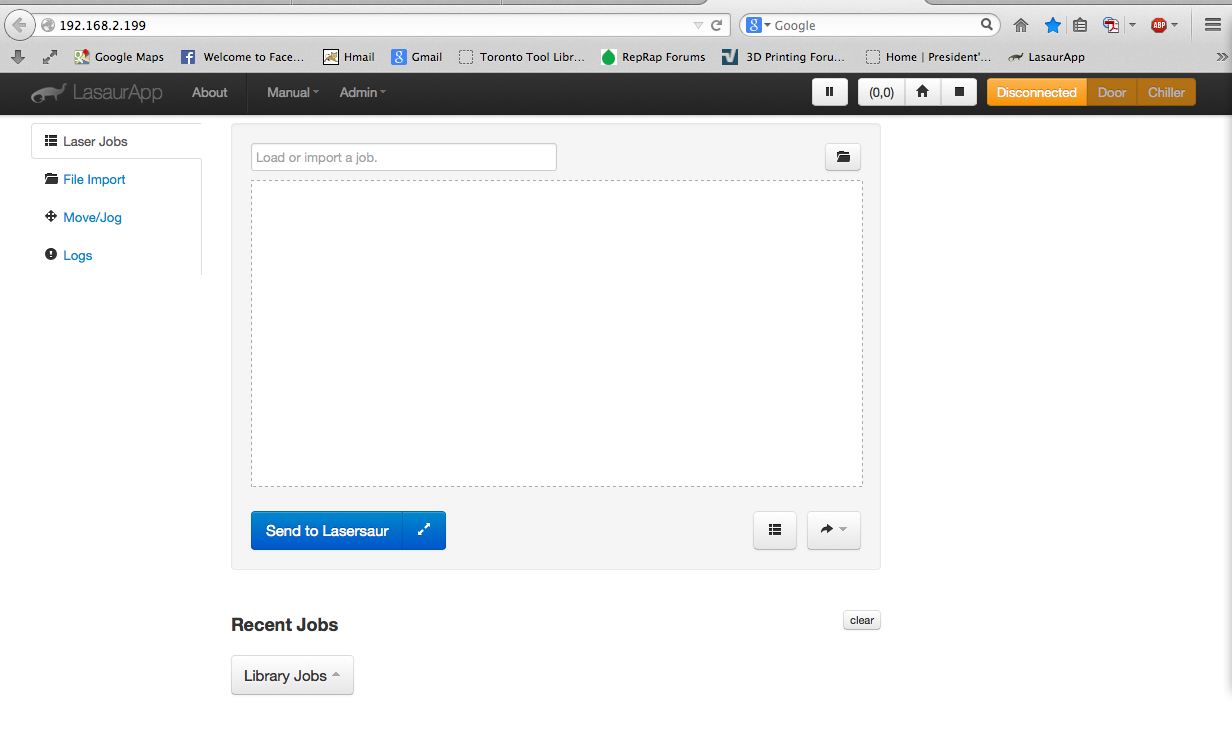 192.168.2.199
Google
Google Maps Welcome to Face... Hmail Gmail Toronto Tool Libr... RepRap Forums 3D Printing Foru... Home | President'... LasaurApp
LasaurApp About Manual Admin (0,0) Disconnected Door Chiller
Laser Jobs
Load or import a job.
File Import
Move/Jog
Logs
Send to Lasersaur
Recent Jobs clear
Library Jobs